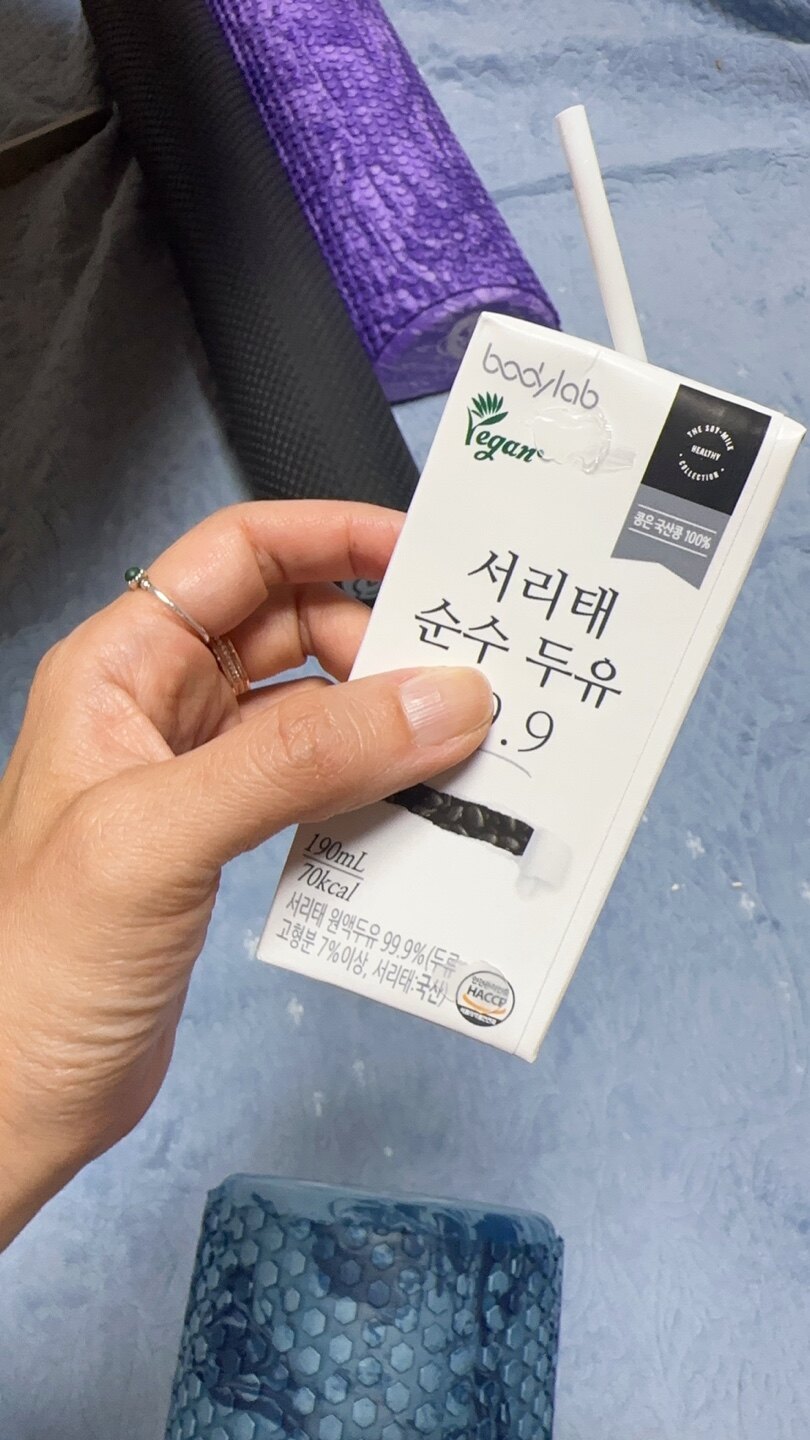 bodylab
Vegan
THE SOY-MILK
HEALTHY
COLLECTION
콩은 국산콩 100%
서리태
순수 두유
9.9
190mL
70kcal
서리태 원액두유 99.9%(두류
고형분 7%이상, 서리태:국산)
HACCP